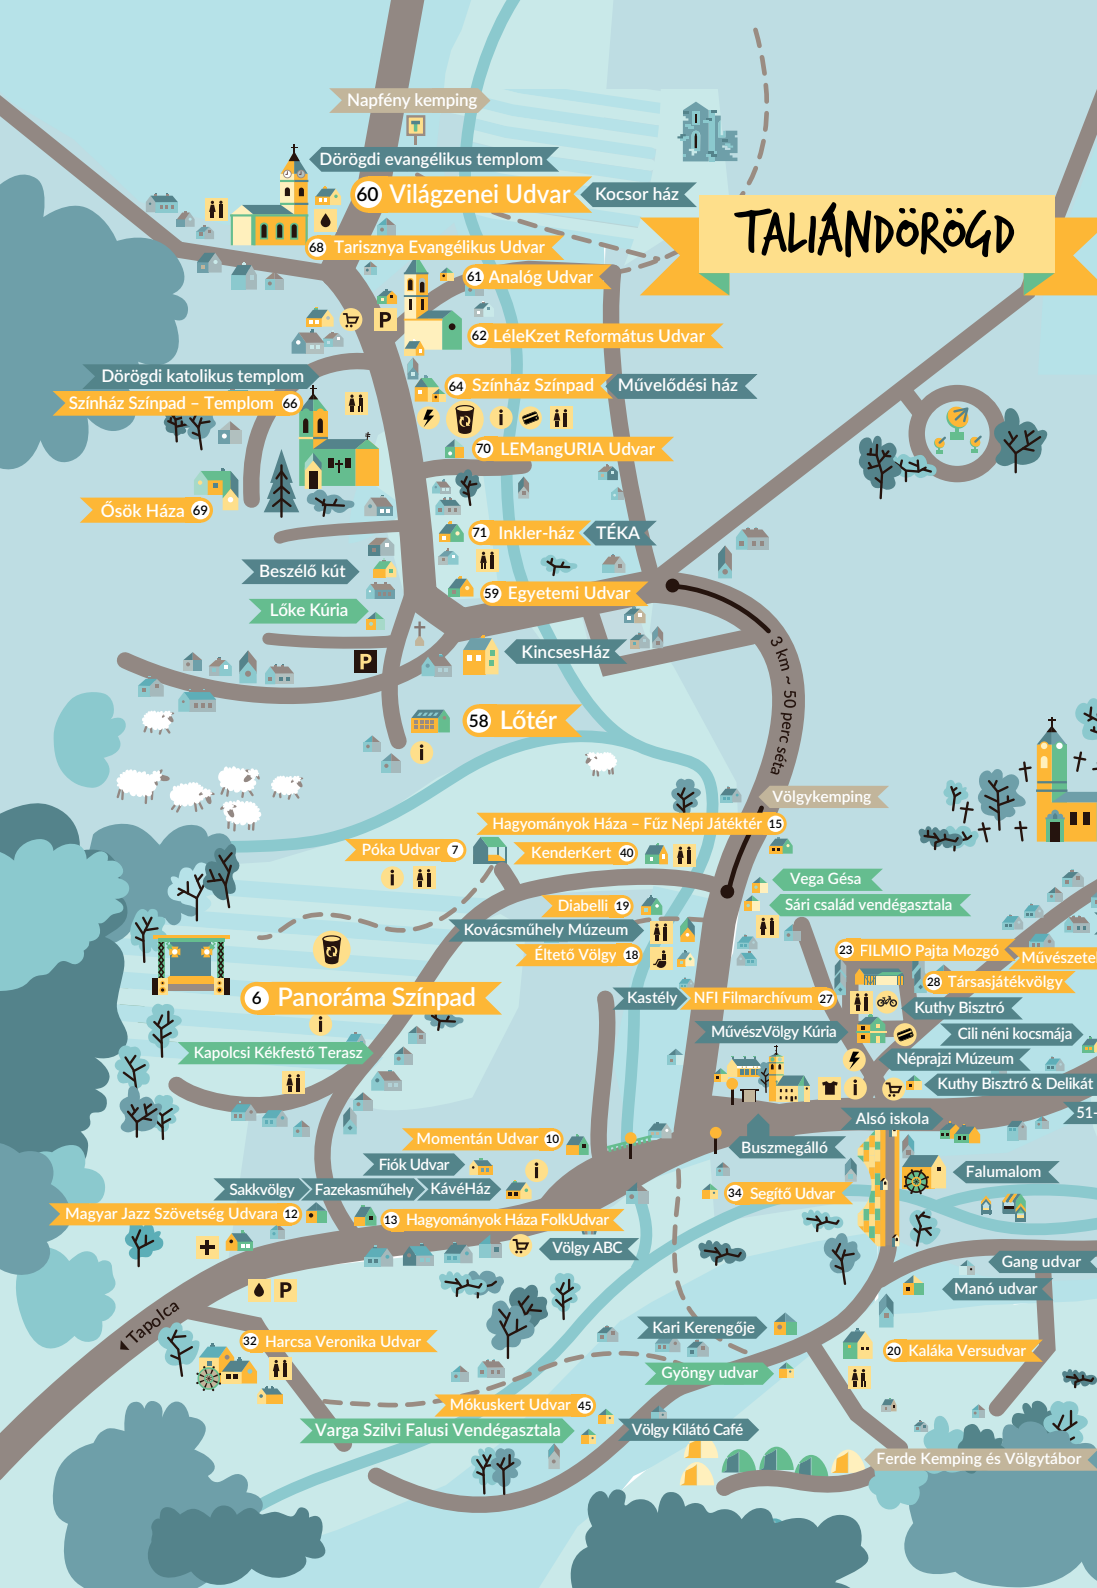 Napfény kemping
Dörögdi evangélikus templom
60 Világzenei Udvar
Kocsor ház
TALIÁNDÖRÖGD
68 Tarisznya Evangélikus Udvar
61 Analóg Udvar
P
62 LéleKzet Református Udvar
Dörögdi katolikus templom
64 Színház Színpad
Művelődési ház
Színház Színpad – Templom 66
i
70 LEMangURIA Udvar
Ősök Háza 69
71 Inkler-ház
TÉKA
Beszélő kút
59 Egyetemi Udvar
Lőke Kúria
P
KincsesHáz
3 km ~ 50 perc séta
58 Lőtér
i
Völgykemping
Hagyományok Háza – Fűz Népi Játéktér 15
Póka Udvar 7
KenderKert 40
i
Vega Gésa
Diabelli 19
Sári család vendégasztala
Kovácsműhely Múzeum
Éltető Völgy 18
23 FILMIO Pajta Mozgó
Művészete
28 Társasjátékvölgy
6 Panoráma Színpad
Kastély
NFI Filmarchívum 27
Kuthy Bisztró
i
MűvészVölgy Kúria
Cili néni kocsmája
Kapolcsi Kékfestő Terasz
Néprajzi Múzeum
i
Kuthy Bisztró & Delikát
51-
Alsó iskola
Momentán Udvar 10
Buszmegálló
Fiók Udvar
i
Falumalom
Sakkvölgy
Fazekasműhely
KávéHáz
34 Segítő Udvar
Magyar Jazz Szövetség Udvara 12
13 Hagyományok Háza FolkUdvar
Völgy ABC
Gang udvar
P
Manó udvar
Tapolca
Kari Kerengője
32 Harcsa Veronika Udvar
20 Kaláka Versudvar
Gyöngy udvar
Mókuskert Udvar 45
Varga Szilvi Falusi Vendégasztala
Völgy Kilátó Café
Ferde Kemping és Völgytábor